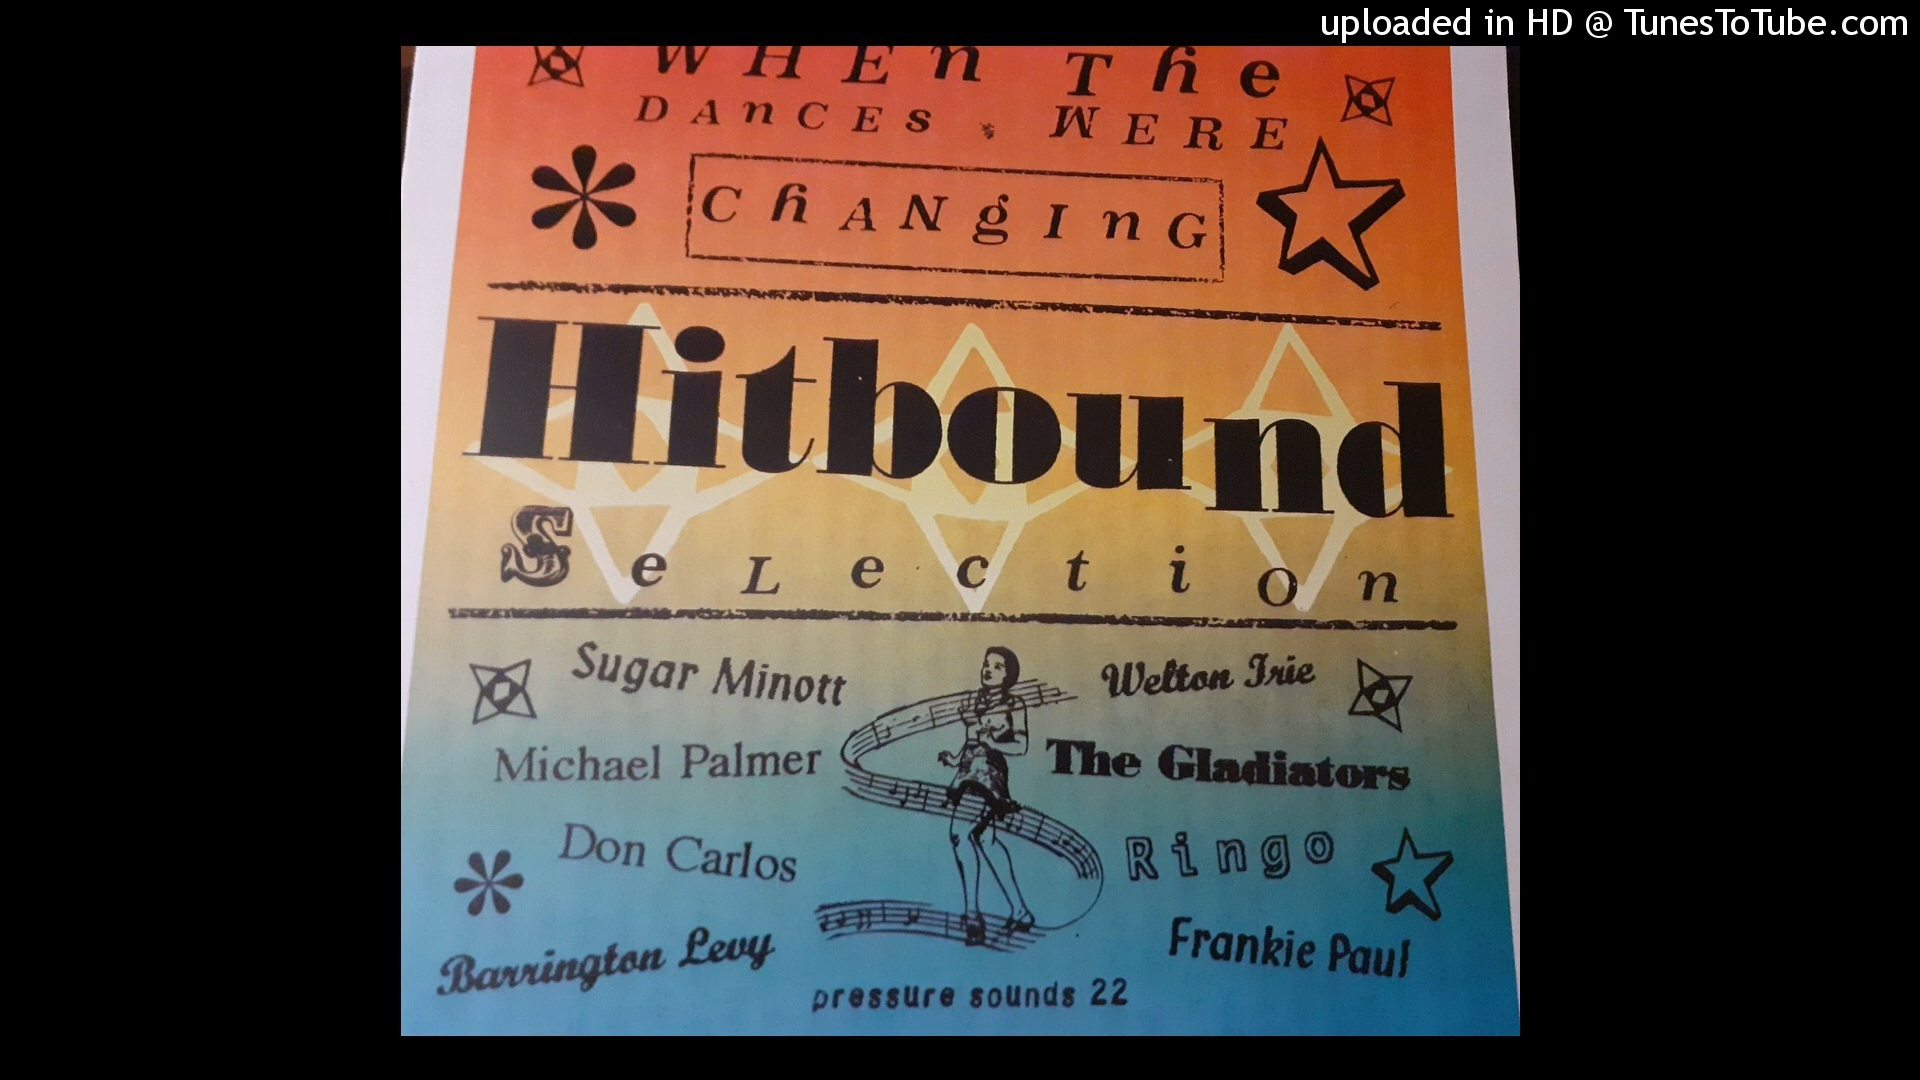 uploaded in HD @ TunesToTube.com
WHEn The
DAnCEs WERE
ChANgInG
Hitbound
SeLection
Sugar Minott
Welton Irie
Michael Palmer
The Gladiators
Don Carlos
Ringo
Barrington Levy
Frankie Paul
pressure sounds 22